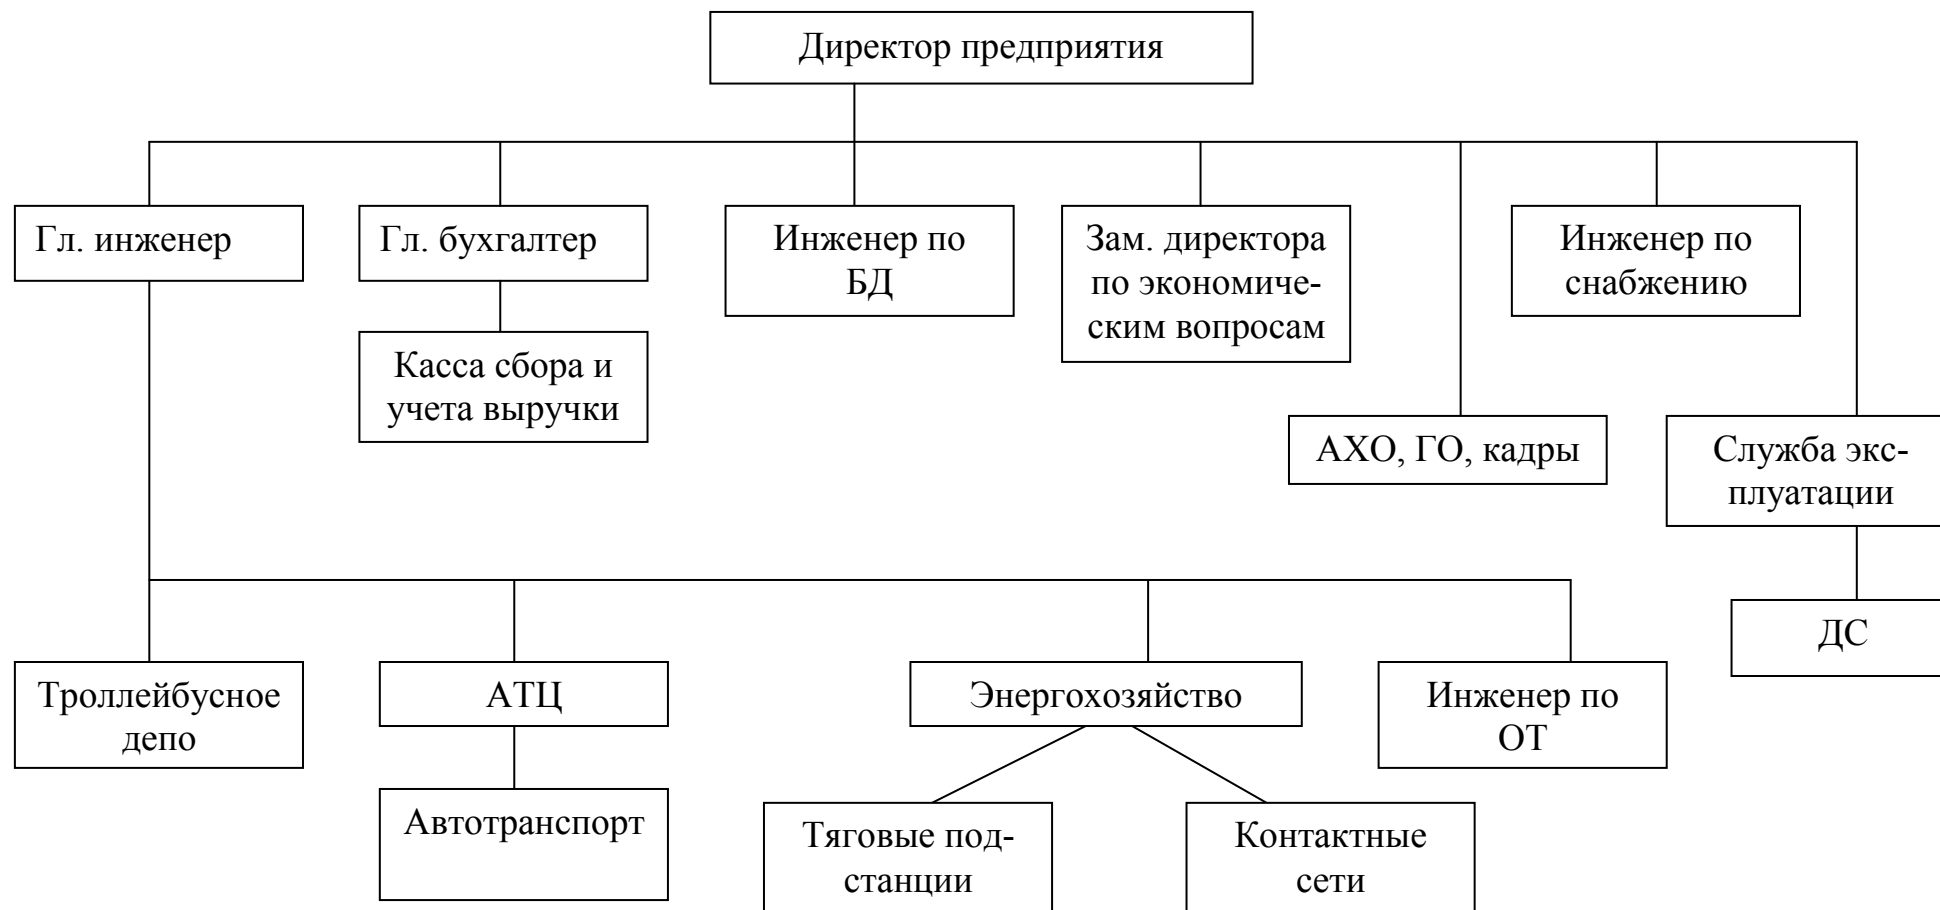 Директор предприятия
Гл. инженер
Гл. бухгалтер
Инженер по
БД
Зам. директора
по экономиче-
ским вопросам
Инженер по
снабжению
Касса сбора и
учета выручки
АХО, ГО, кадры
Служба экс-
плуатации
ДС
Троллейбусное
депо
АТЦ
Энергохозяйство
Инженер по
ОТ
Автотранспорт
Тяговые под-
станции
Контактные
сети